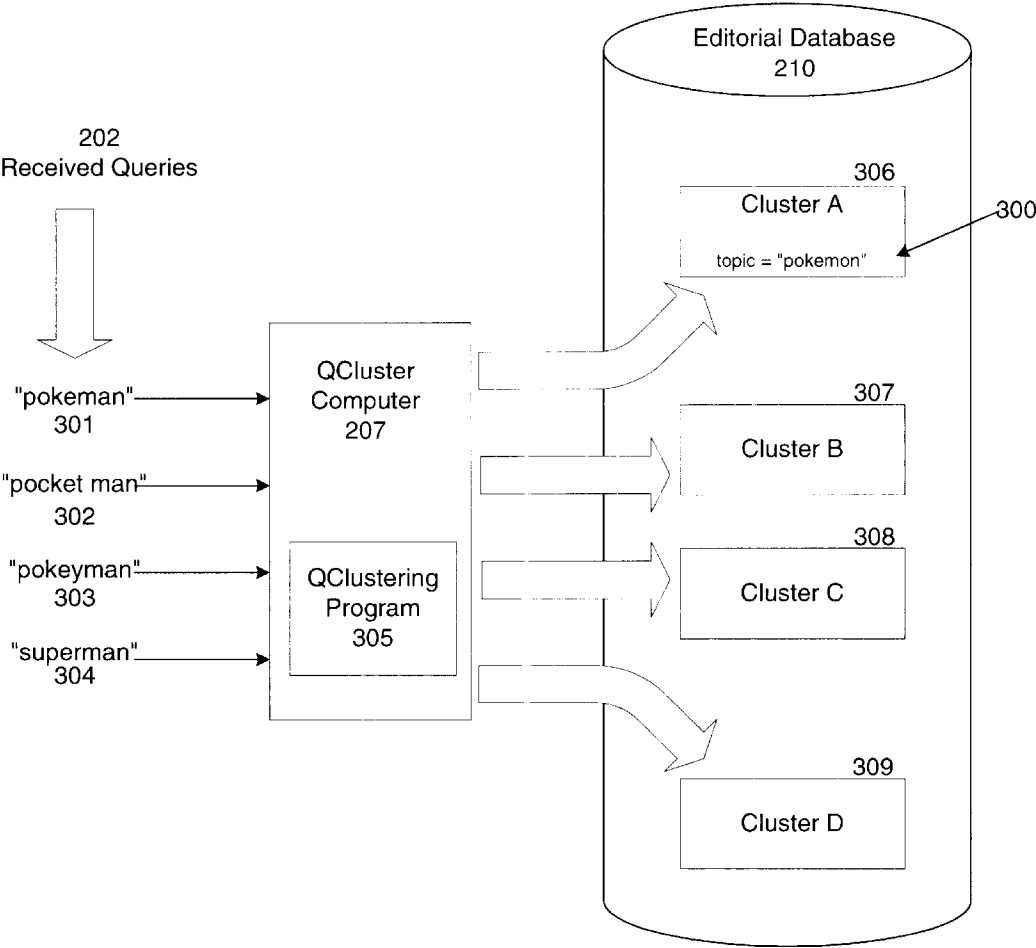 Editorial Database
210
202
Received Queries
306
Cluster A
topic = "pokemon"
300
"pokeman"
301
"pocket man"
302
"pokeyman"
303
"superman"
304
QCluster
Computer
207
QClustering
Program
305
307
Cluster B
308
Cluster C
309
Cluster D